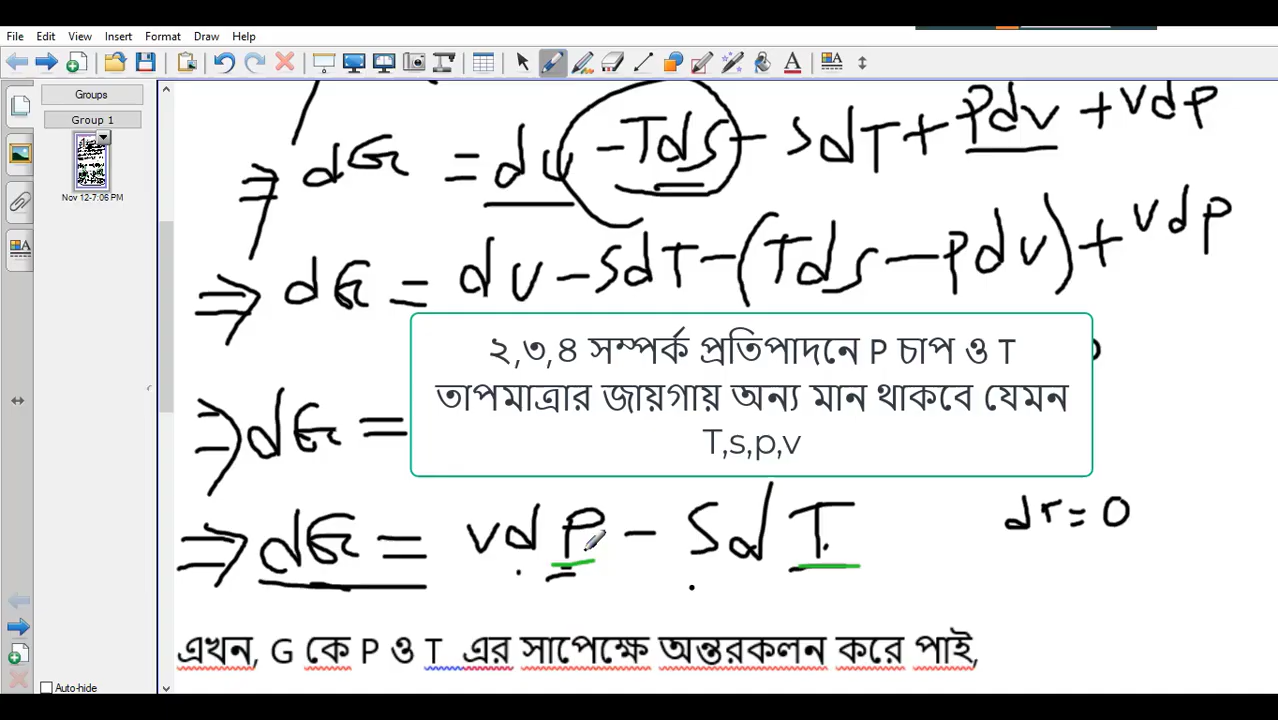 File Edit View Insert Format Draw Help
Groups
Group 1
Nov 12-7:06 PM
⇒ dG = du - Tds - SdT + Pdv + vdP
⇒ dG = dv - SdT - (Tds - Pdv) + vdP
২,৩,৪ সম্পর্ক প্রতিপাদনে P চাপ ও T
তাপমাত্রার জায়গায় অন্য মান থাকবে যেমন
T,s,p,v
⇒ dG =
⇒ dG = vdP - SdT
dT = 0
এখন, G কে P ও T এর সাপেক্ষে অন্তরকলন করে পাই,
Auto-hide